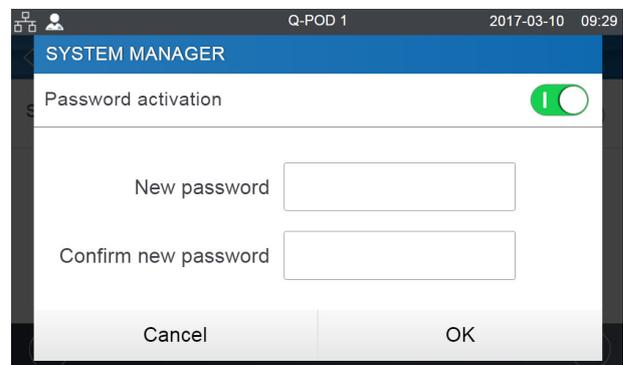 Q-POD 1 2017-03-10 09:29
SYSTEM MANAGER
Password activation
New password
Confirm new password
Cancel OK